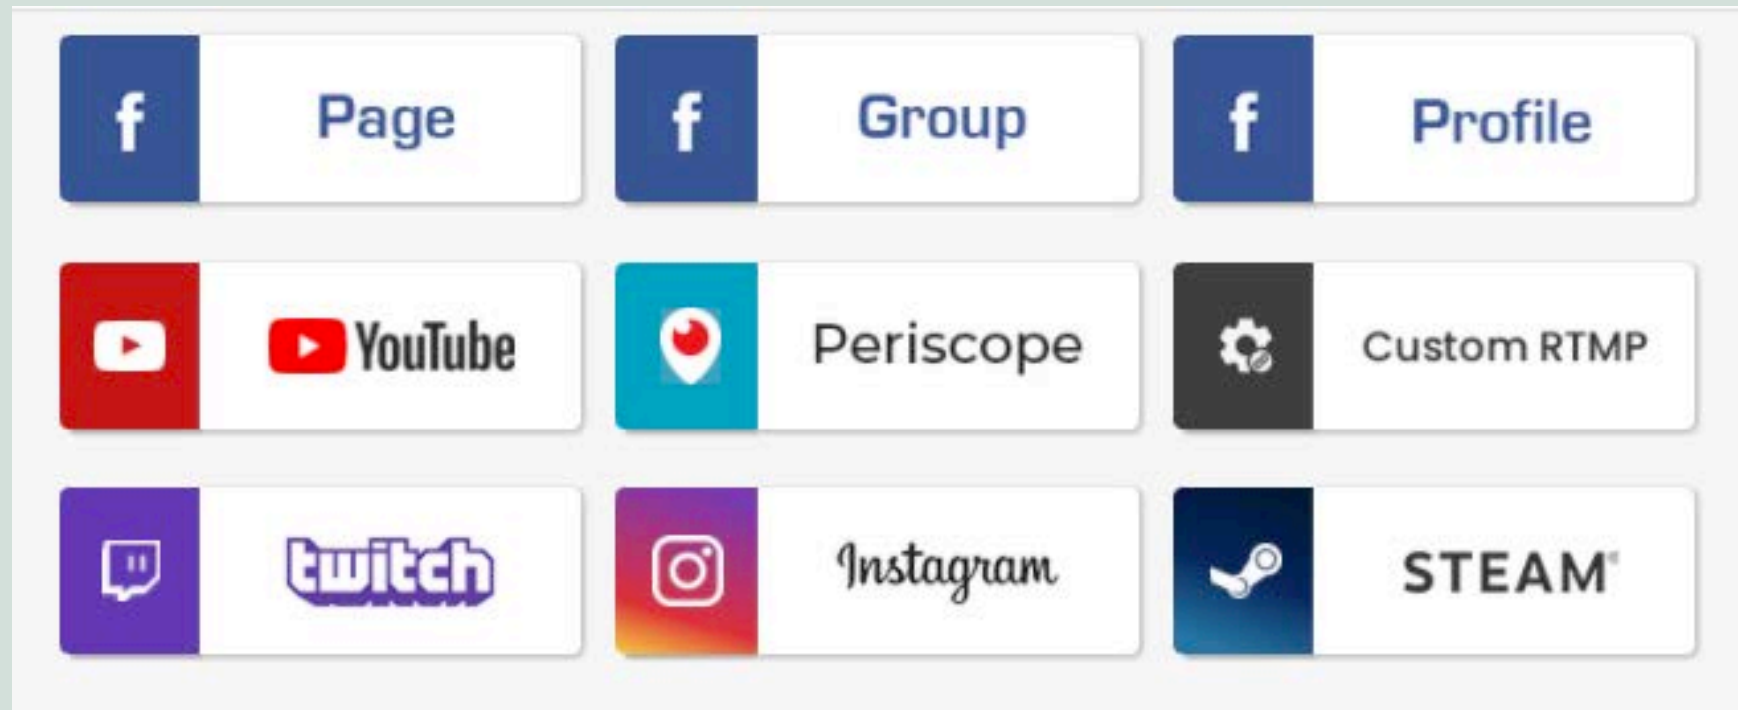 f Page
f Group
f Profile
YouTube
Periscope
Custom RTMP
twitch
Instagram
STEAM®